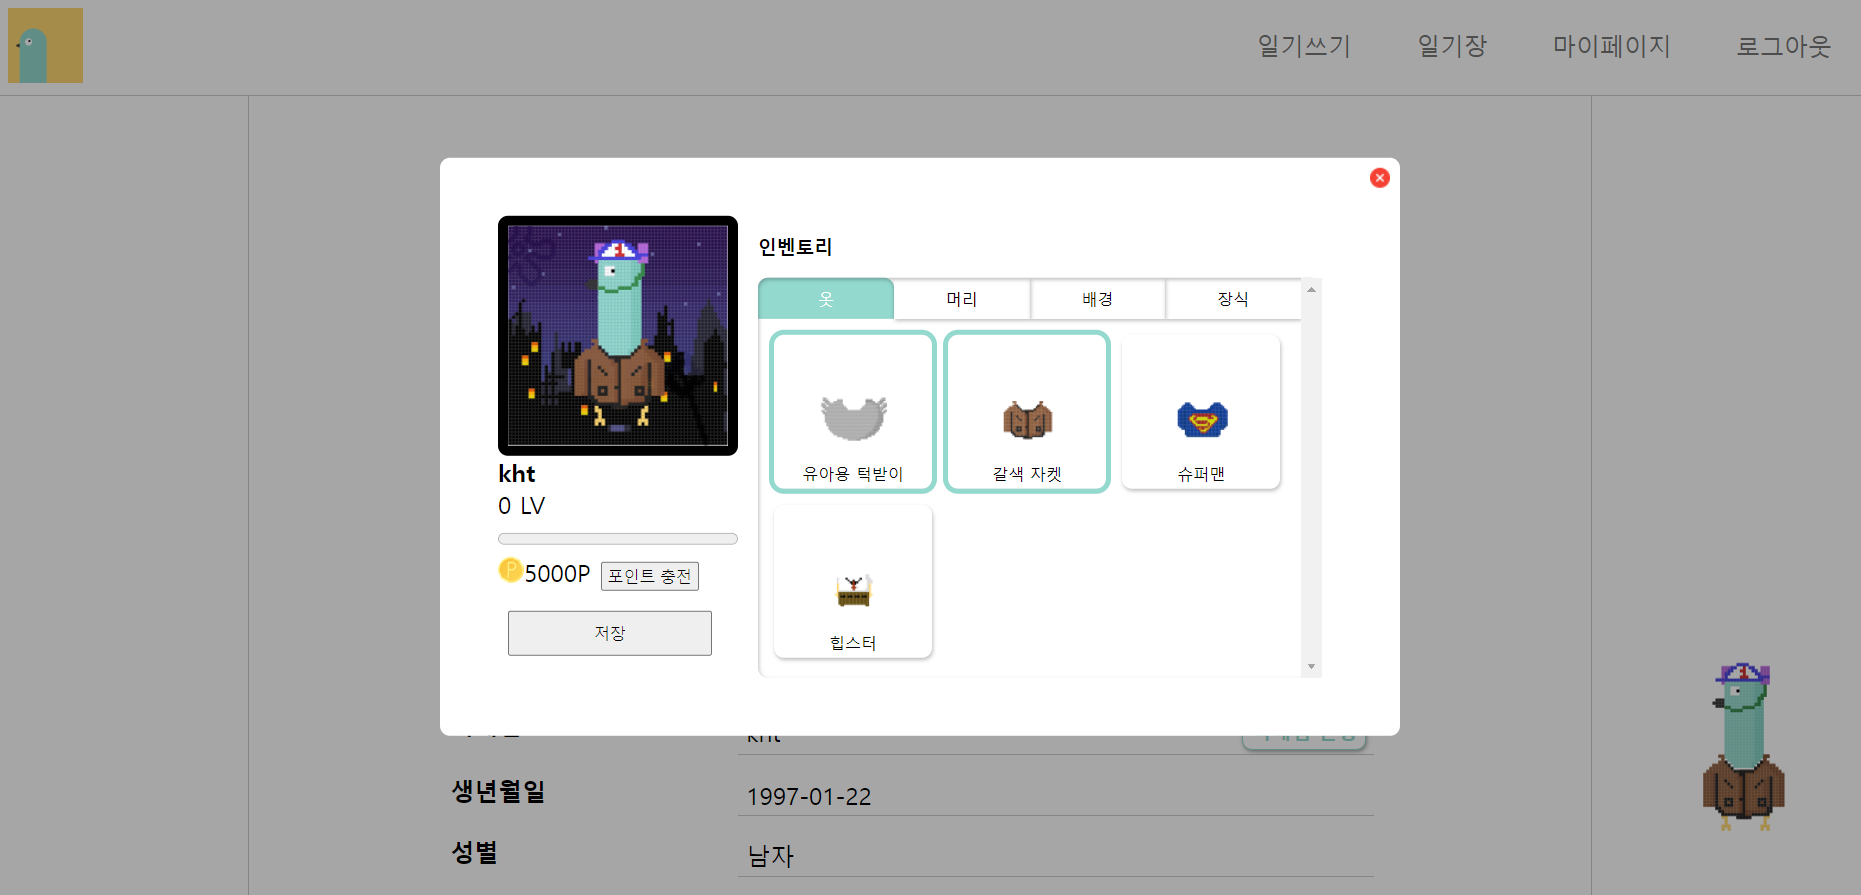 일기쓰기 일기장 마이페이지 로그아웃
인벤토리
옷 머리 배경 장식
유아용 턱받이 갈색 자켓 슈퍼맨
힙스터
kht
0 LV
5000P 포인트 충전
저장
kht
생년월일 1997-01-22
성별 남자